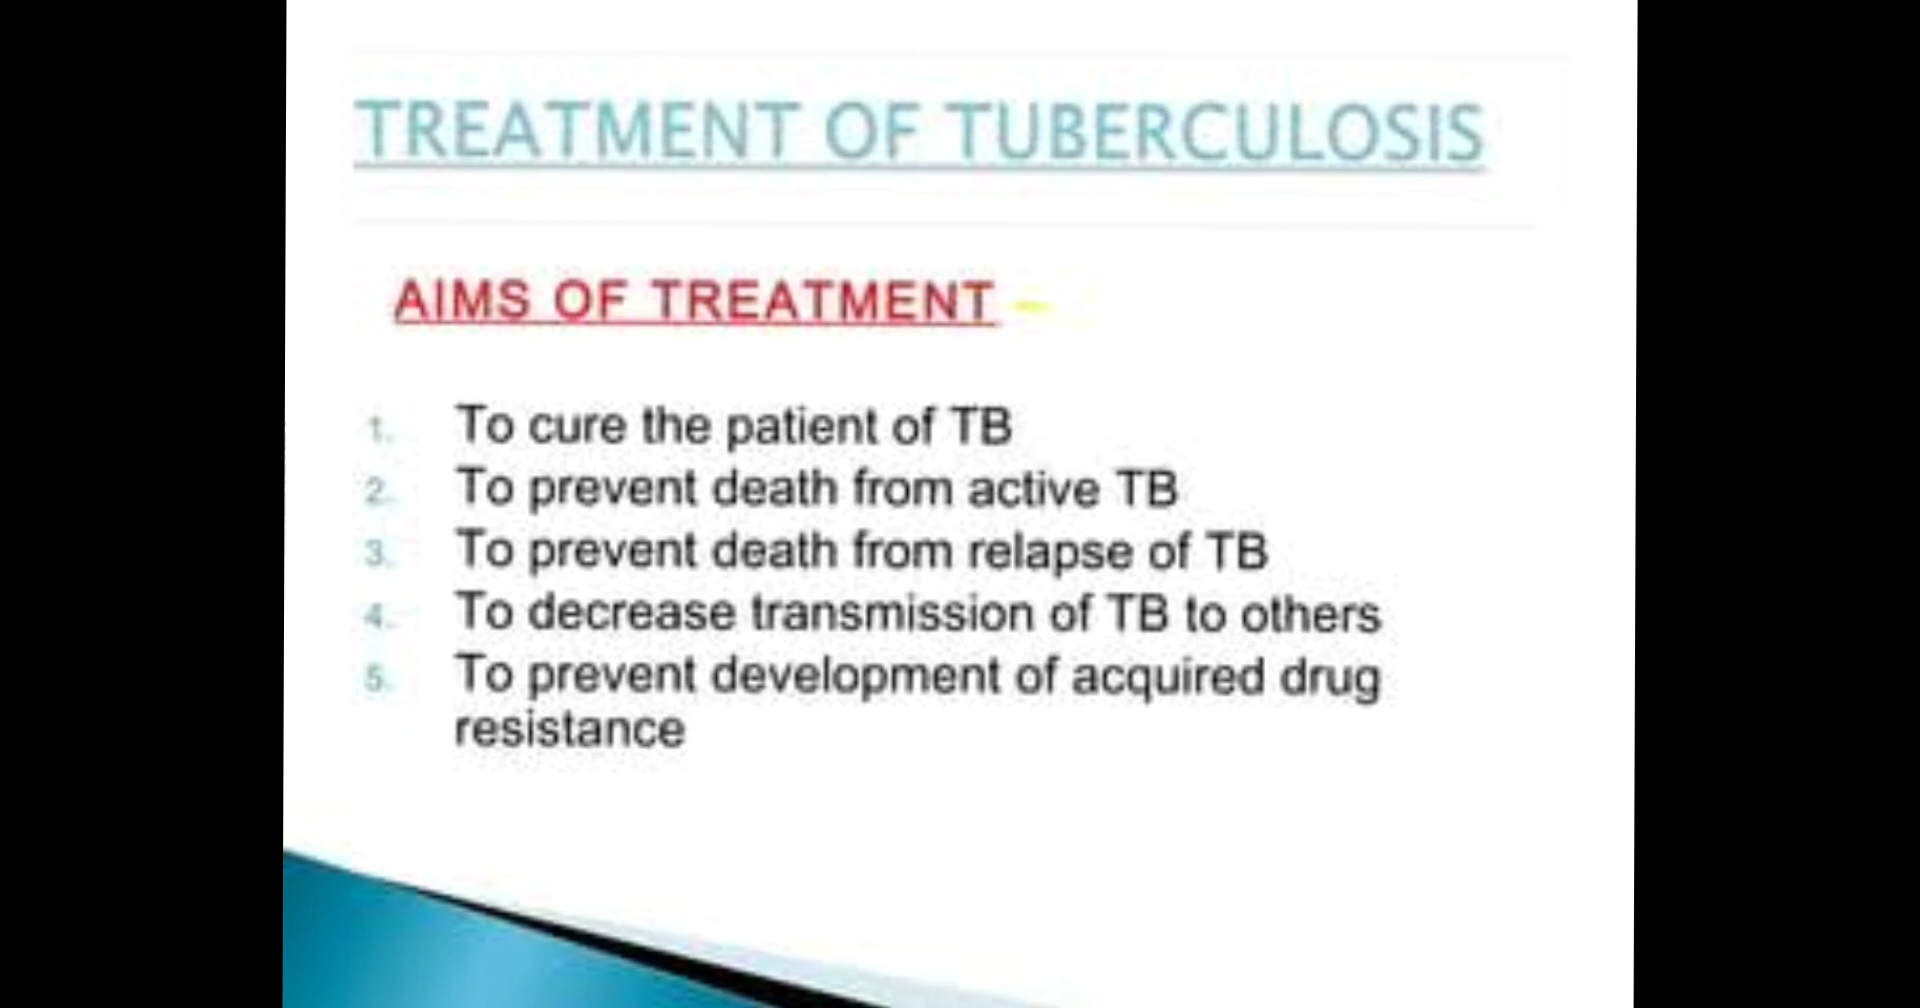 TREATMENT OF TUBERCULOSIS
AIMS OF TREATMENT -
1. To cure the patient of TB
2. To prevent death from active TB
3. To prevent death from relapse of TB
4. To decrease transmission of TB to others
5. To prevent development of acquired drug
resistance